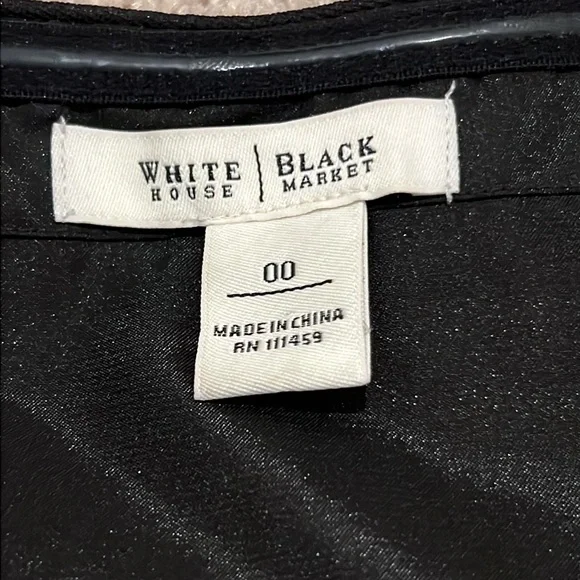 WHITE | BLACK
HOUSE | MARKET
00
MADE IN CHINA
RN 111459